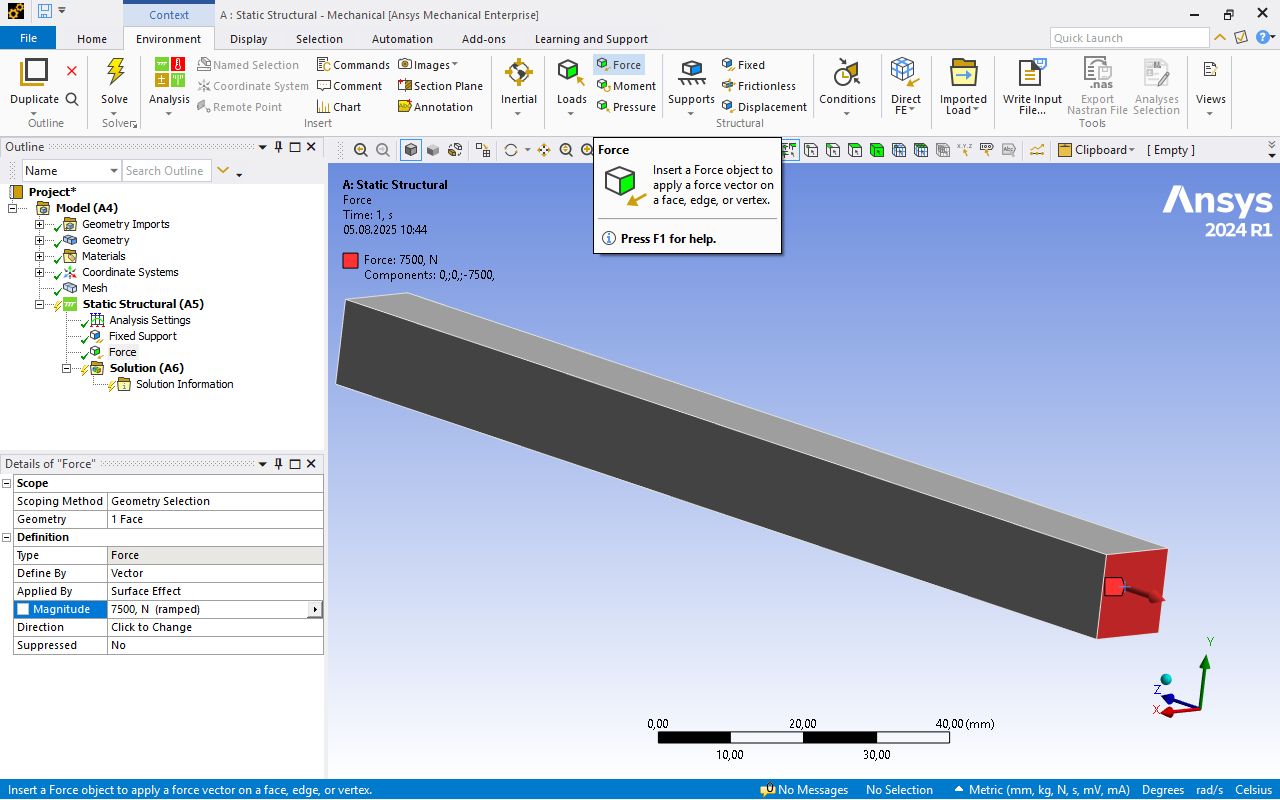 Context
A : Static Structural - Mechanical [Ansys Mechanical Enterprise]
File
Home
Environment
Display
Selection
Automation
Add-ons
Learning and Support
Quick Launch
Duplicate
Outline
Solve
Solver
Analysis
Named Selection
Coordinate System
Remote Point
Commands
Comment
Chart
Images
Section Plane
Annotation
Insert
Inertial
Loads
Force
Moment
Pressure
Supports
Fixed
Frictionless
Displacement
Structural
Conditions
Direct
FE
Imported
Load
Write Input
File...
Export
Nastran File
Analyses
Selection
Tools
Views
Outline
Name
Search Outline
Clipboard
[ Empty ]
Force
Insert a Force object to
apply a force vector on
a face, edge, or vertex.
Press F1 for help.
Project*
Model (A4)
Geometry Imports
Geometry
Materials
Coordinate Systems
Mesh
Static Structural (A5)
Analysis Settings
Fixed Support
Force
Solution (A6)
Solution Information
A: Static Structural
Force
Time: 1, s
05.08.2025 10:44
Force: 7500, N
Components: 0,;0,;-7500,
Ansys
2024 R1
Details of "Force"
Scope
Scoping Method Geometry Selection
Geometry 1 Face
Definition
Type Force
Define By Vector
Applied By Surface Effect
Magnitude 7500, N (ramped)
Direction Click to Change
Suppressed No
Y
Z
X
0,00 20,00 40,00 (mm)
10,00 30,00
Insert a Force object to apply a force vector on a face, edge, or vertex.
0 No Messages
No Selection
Metric (mm, kg, N, s, mV, mA)
Degrees
rad/s
Celsius